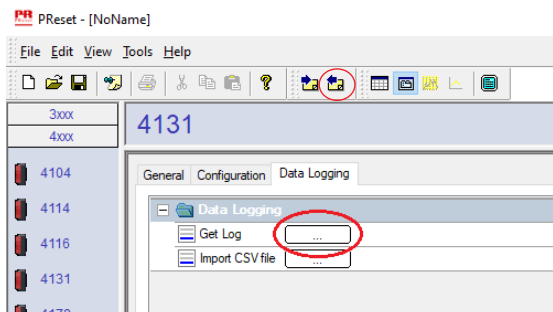 PR PReset - [NoName]
File Edit View Tools Help
3xxx
4xxx
4131
4104
4114
4116
4131
General Configuration Data Logging
Data Logging
Get Log ...
Import CSV file ...